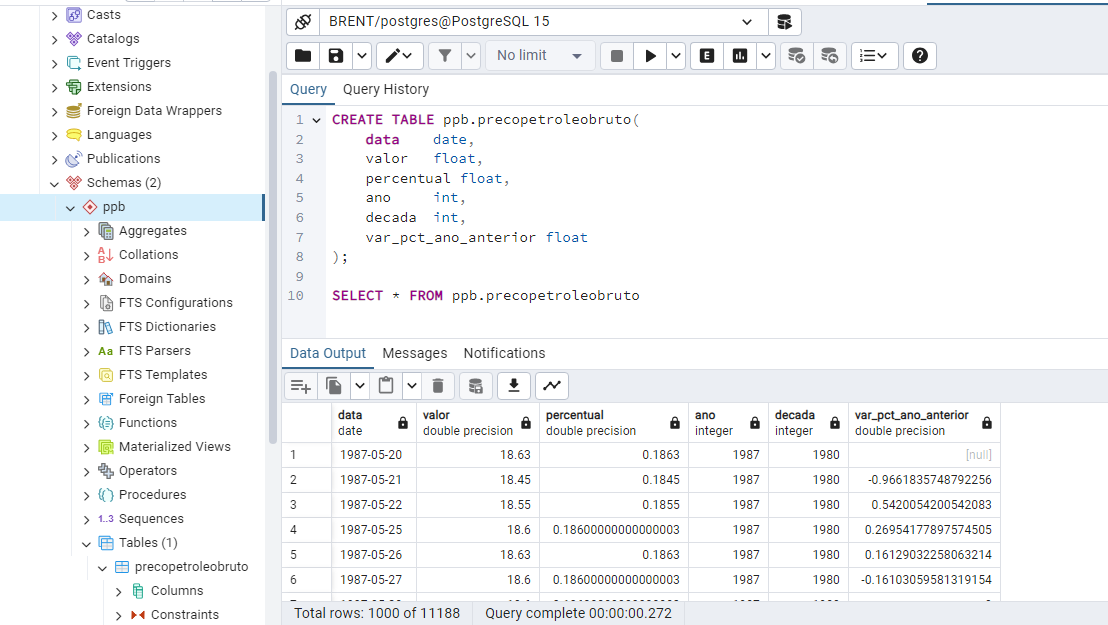 Casts
Catalogs
Event Triggers
Extensions
Foreign Data Wrappers
Languages
Publications
Schemas (2)
ppb
Aggregates
Collations
Domains
FTS Configurations
FTS Dictionaries
Aa FTS Parsers
FTS Templates
Foreign Tables
Functions
Materialized Views
Operators
Procedures
1..3 Sequences
Tables (1)
precopetroleobruto
Columns
Constraints
BRENT/postgres@PostgreSQL 15
No limit
E
Query Query History
1 CREATE TABLE ppb.precopetroleobruto(
2 data date,
3 valor float,
4 percentual float,
5 ano int,
6 decada int,
7 var_pct_ano_anterior float
8 );
9
10 SELECT * FROM ppb.precopetroleobruto
Data Output Messages Notifications
data valor percentual ano decada var_pct_ano_anterior
date double precision double precision integer integer double precision
1 1987-05-20 18.63 0.1863 1987 1980 [null]
2 1987-05-21 18.45 0.1845 1987 1980 -0.9661835748792256
3 1987-05-22 18.55 0.1855 1987 1980 0.5420054200542083
4 1987-05-25 18.6 0.18600000000000003 1987 1980 0.26954177897574505
5 1987-05-26 18.63 0.1863 1987 1980 0.16129032258063214
6 1987-05-27 18.6 0.18600000000000003 1987 1980 -0.16103059581319154
Total rows: 1000 of 11188 Query complete 00:00:00.272